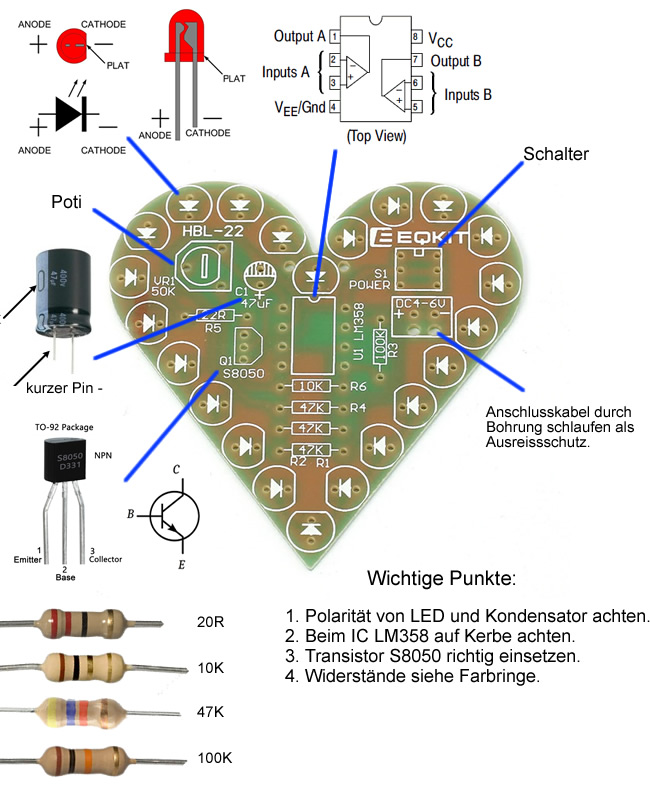 ANODE
CATHODE
+
-
PLAT
ANODE
CATHODE
+
-
PLAT
+
-
ANODE
CATHODE
Output A
1
2
3
4
Inputs A
VEE/Gnd
8
VCC
7
Output B
6
5
Inputs B
(Top View)
Schalter
Poti
HBL-22
EQKIT
VR1
50K
C1
+
47uF
S1
POWER
DC4-6V
+
-
22R
R5
Q1
S8050
U1 LM358
100K
R3
10K
R6
47K
R4
47K
47K
R2
R1
400v
47µF
kurzer Pin -
Anschlusskabel durch
Bohrung schlaufen als
Ausreissschutz.
TO-92 Package
S8050
D331
NPN
1
Emitter
2
Base
3
Collector
C
B
E
Wichtige Punkte:
1. Polarität von LED und Kondensator achten.
2. Beim IC LM358 auf Kerbe achten.
3. Transistor S8050 richtig einsetzen.
4. Widerstände siehe Farbringe.
20R
10K
47K
100K